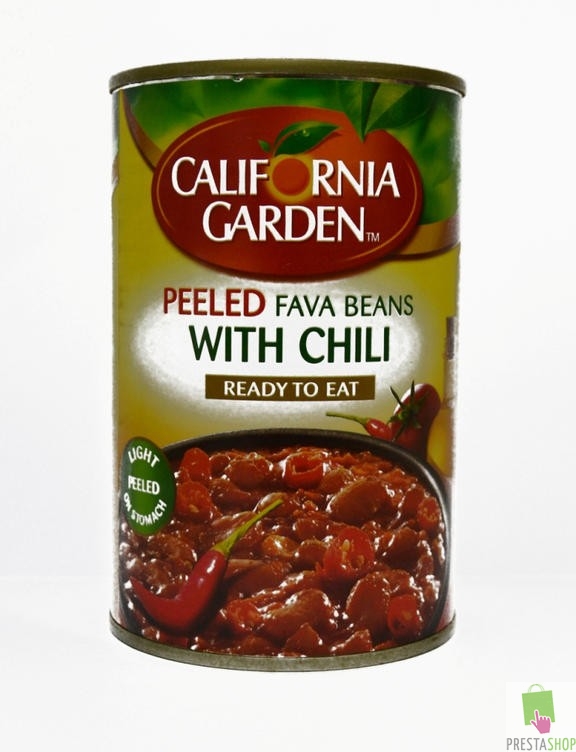 CALIFORNIA
GARDEN™
PEELED FAVA BEANS
WITH CHILI
READY TO EAT
LIGHT
PEELED
ON STOMACH
PRESTASHOP